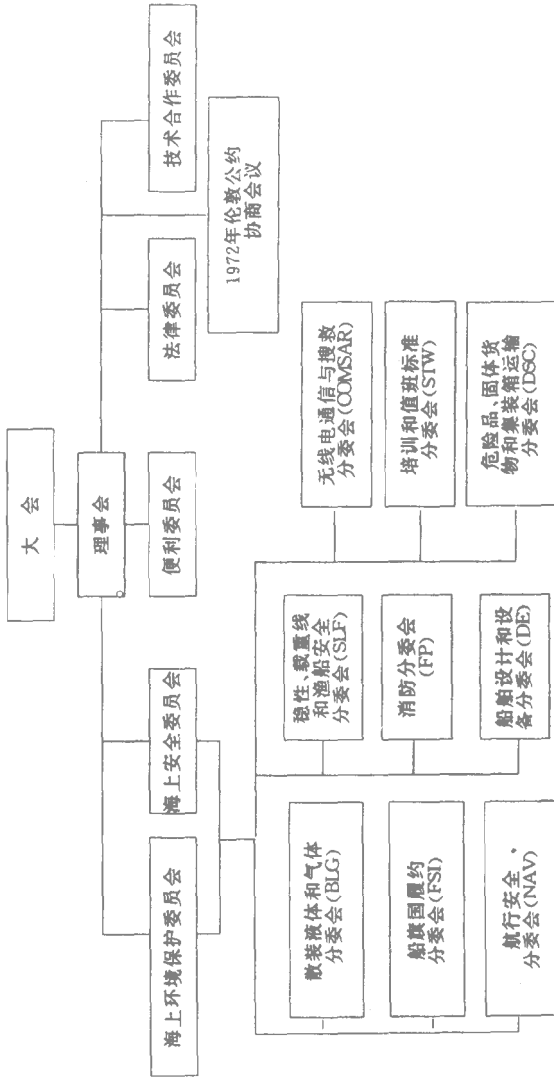 大 会
理事会
海上环境保护委员会
海上安全委员会
便利委员会
法律委员会
技术合作委员会
1972年伦敦公约
协商会议
散装液体和气体
分委会(BLG)
稳性、载重线
和渔船安全
分委会(SLF)
无线电通信与搜救
分委会(COMSAR)
船旗国履约
分委会(FSI)
消防分委会
(FP)
培训和值班标准
分委会(STW)
航行安全
分委会(NAV)
船舶设计和设
备分委会(DE)
危险品、固体货
物和集装箱运输
分委会(DSC)